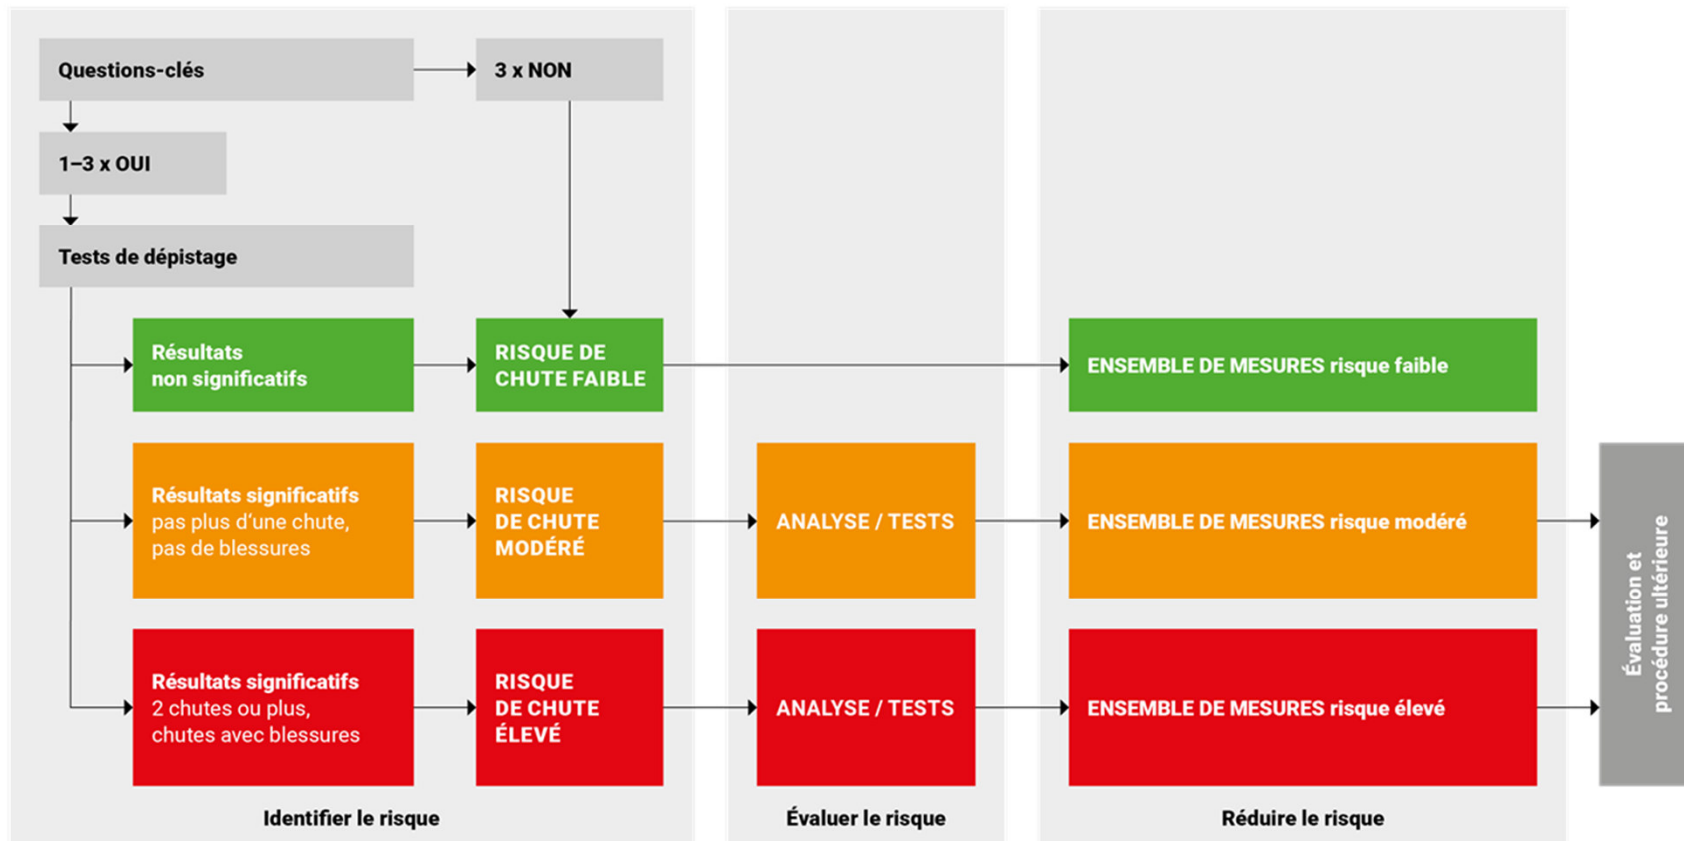 Questions-clés
3 x NON
1–3 x OUI
Tests de dépistage
Résultats
non significatifs
RISQUE DE
CHUTE FAIBLE
ENSEMBLE DE MESURES risque faible
Résultats significatifs
pas plus d‘une chute,
pas de blessures
RISQUE
DE CHUTE
MODÉRÉ
ANALYSE / TESTS
ENSEMBLE DE MESURES risque modéré
Résultats significatifs
2 chutes ou plus,
chutes avec blessures
RISQUE
DE CHUTE
ÉLEVÉ
ANALYSE / TESTS
ENSEMBLE DE MESURES risque élevé
Évaluation et
procédure ultérieure
Identifier le risque
Évaluer le risque
Réduire le risque